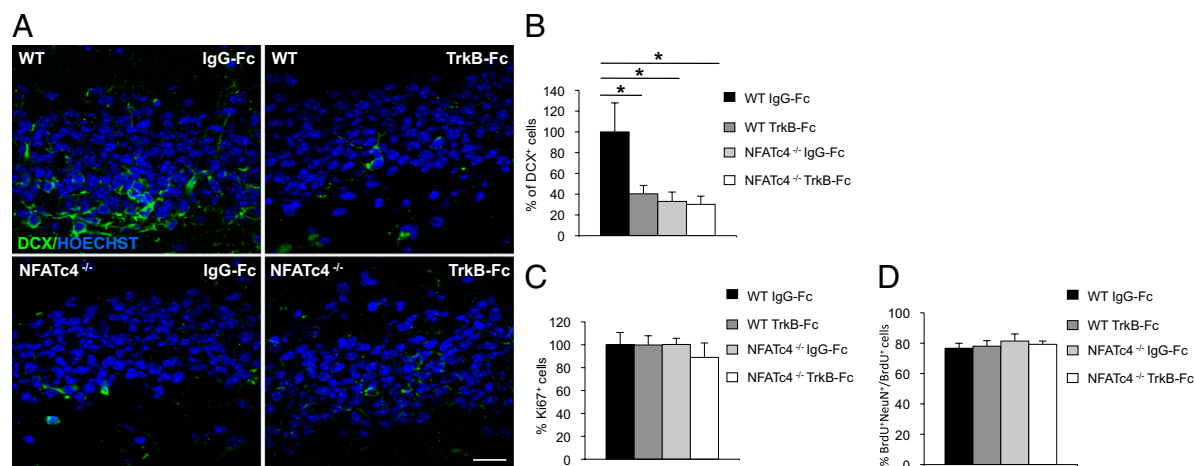 A
WT IgG-Fc
WT TrkB-Fc
DCX/HOECHST
NFATc4 -/- IgG-Fc
NFATc4 -/- TrkB-Fc
B
* 
*
*
% of DCX+ cells
140
120
100
80
60
40
20
0
WT IgG-Fc
WT TrkB-Fc
NFATc4 -/- IgG-Fc
NFATc4 -/- TrkB-Fc
C
% Ki67+ cells
120
100
80
60
40
20
0
WT IgG-Fc
WT TrkB-Fc
NFATc4 -/- IgG-Fc
NFATc4 -/- TrkB-Fc
D
% BrdU+NeuN+/BrdU+ cells
100
80
60
40
20
0
WT IgG-Fc
WT TrkB-Fc
NFATc4 -/- IgG-Fc
NFATc4 -/- TrkB-Fc